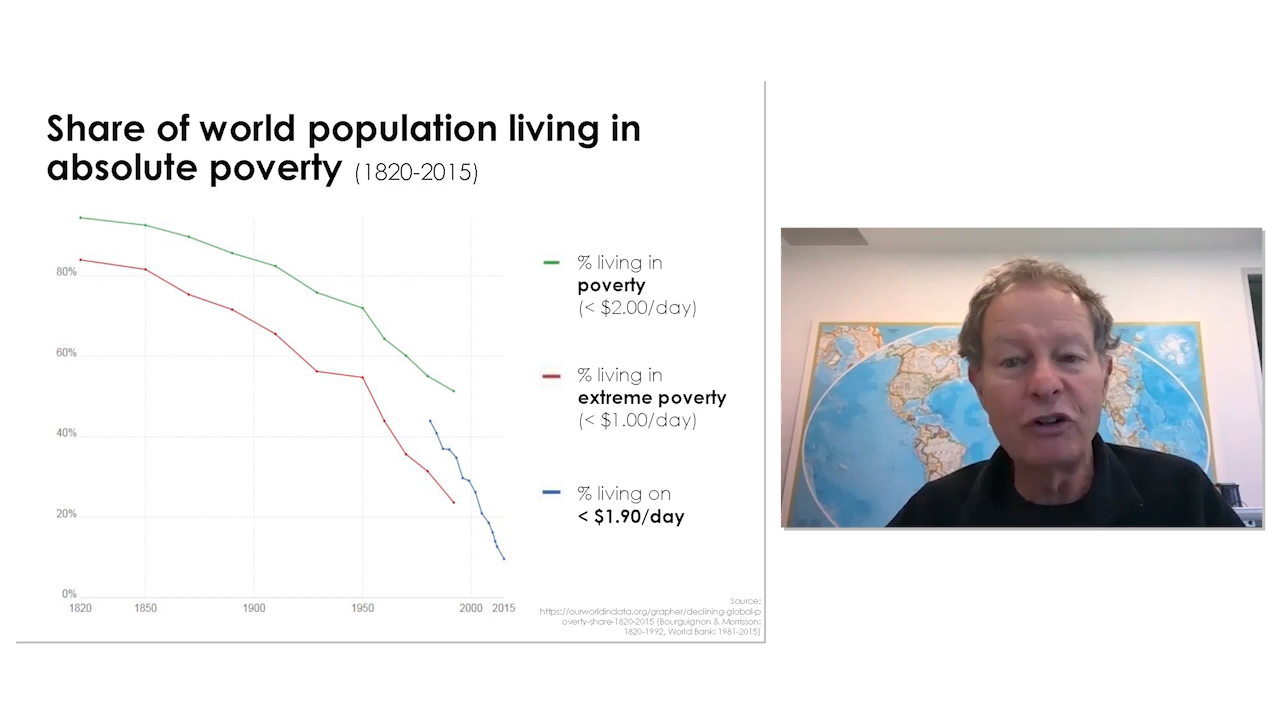 Share of world population living in
absolute poverty (1820-2015)
80%
60%
40%
20%
0%
1820
1850
1900
1950
2000
2015
% living in
poverty
(< $2.00/day)
% living in
extreme poverty
(< $1.00/day)
% living on
< $1.90/day
Source:
https://ourworldindata.org/grapher/declining-global-p
overty-share-1820-2015 (Bourguignon & Morrisson:
1820-1992, World Bank: 1981-2015)